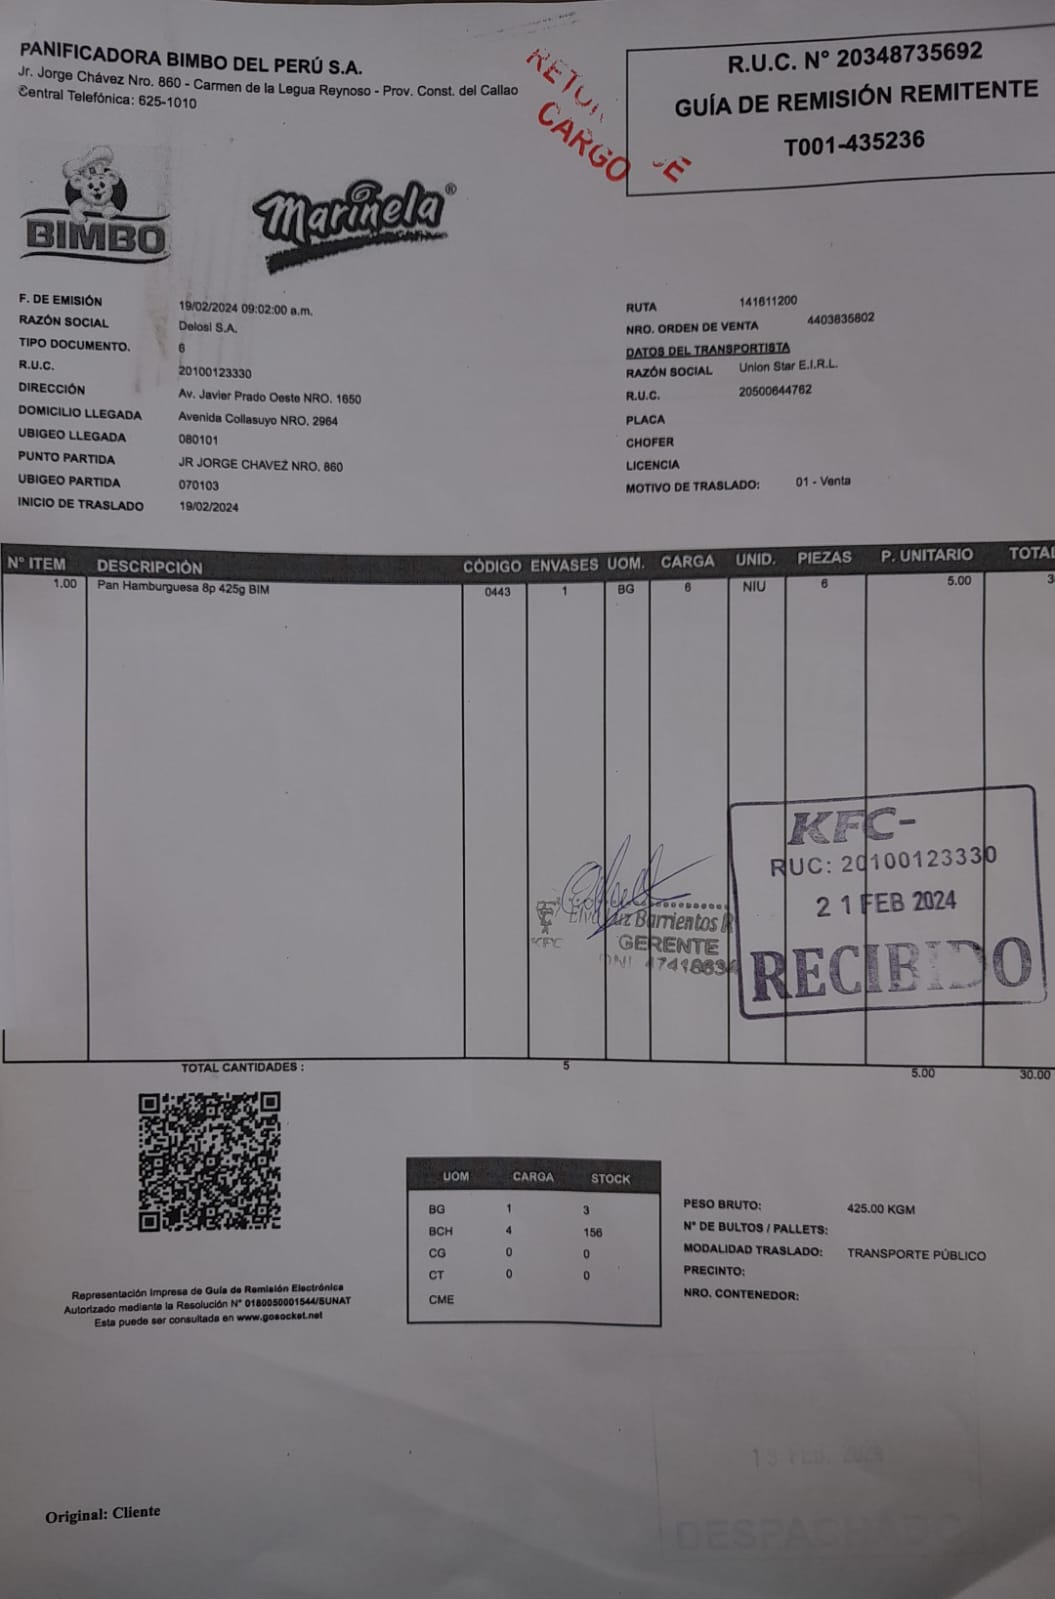 PANIFICADORA BIMBO DEL PERÚ S.A.
Jr. Jorge Chávez Nro. 860 - Carmen de la Legua Reynoso - Prov. Const. del Callao
Central Telefónica: 625-1010
CARGO
R.U.C. N° 20348735692
GUÍA DE REMISIÓN REMITENTE
T001-435236
BIMBO
Marinela®
F. DE EMISIÓN 19/02/2024 09:02:00 a.m.
RAZÓN SOCIAL Delosi S.A.
TIPO DOCUMENTO. 6
R.U.C. 20100123330
DIRECCIÓN Av. Javier Prado Oeste NRO. 1650
DOMICILIO LLEGADA Avenida Collasuyo NRO. 2964
UBIGEO LLEGADA 080101
PUNTO PARTIDA JR JORGE CHAVEZ NRO. 860
UBIGEO PARTIDA 070103
INICIO DE TRASLADO 19/02/2024
RUTA 141611200
NRO. ORDEN DE VENTA 4403835802
DATOS DEL TRANSPORTISTA
RAZÓN SOCIAL Union Star E.I.R.L.
R.U.C. 20500644762
PLACA
CHOFER
LICENCIA
MOTIVO DE TRASLADO: 01 - Venta
N° ITEM DESCRIPCIÓN CÓDIGO ENVASES UOM. CARGA UNID. PIEZAS P. UNITARIO TOTAL
1.00 Pan Hamburguesa 8p 425g BIM 0443 1 BG 6 NIU 6 5.00 3
KFC-
RUC: 20100123330
21 FEB 2024
RECIBIDO
Barrientos R
GERENTE
KFC
TOTAL CANTIDADES : 5 5.00 30.00
UOM CARGA STOCK
BG 1 3
BCH 4 156
CG 0 0
CT 0 0
CME
PESO BRUTO: 425.00 KGM
N° DE BULTOS / PALLETS:
MODALIDAD TRASLADO: TRANSPORTE PÚBLICO
PRECINTO:
NRO. CONTENEDOR:
Representación Impresa de Guía de Remisión Electrónica
Autorizado mediante la Resolución N° 0180050001544/SUNAT
Esta puede ser consultada en www.gosocket.net
DESPACHADO
Original: Cliente